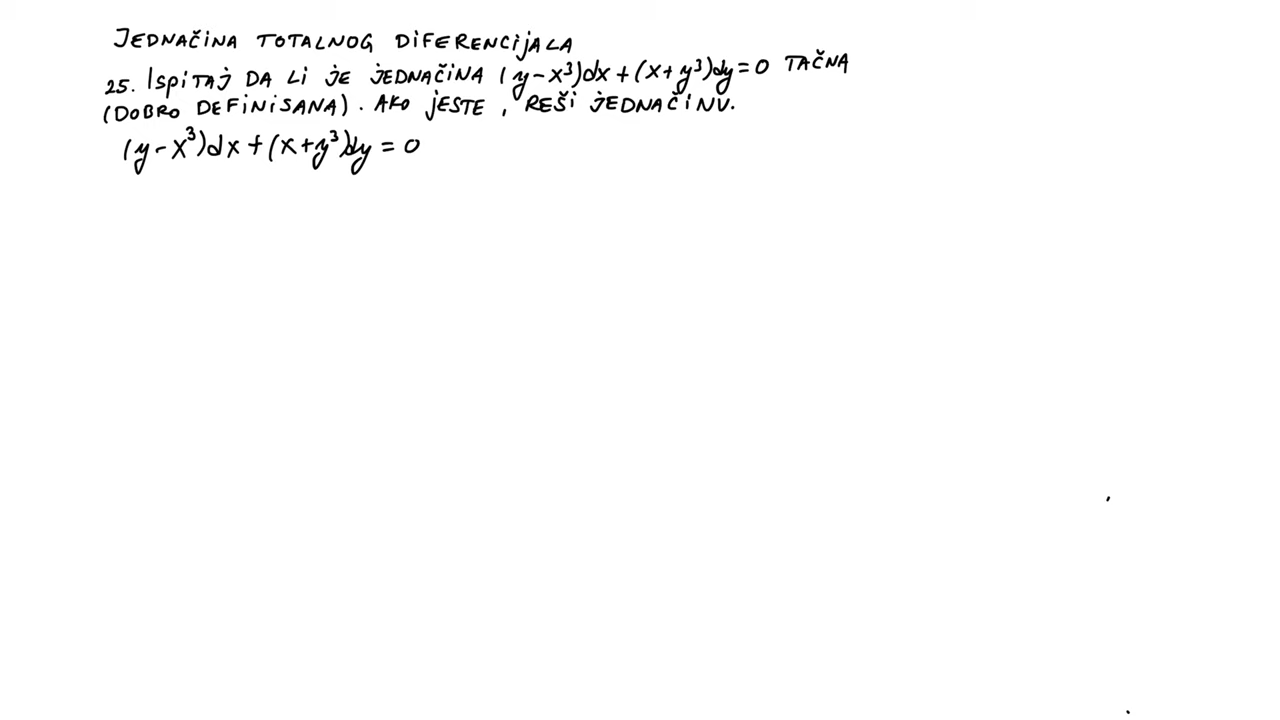 JEDNAČINA TOTALNOG DIFERENCIJALA
25. ISPITAJ DA LI JE JEDNAČINA (y-x³)dx+(x+y³)dy=0 TAČNA
(DOBRO DEFINISANA). AKO JESTE, REŠI JEDNAČINU.
(y-x³)dx+(x+y³)dy=0